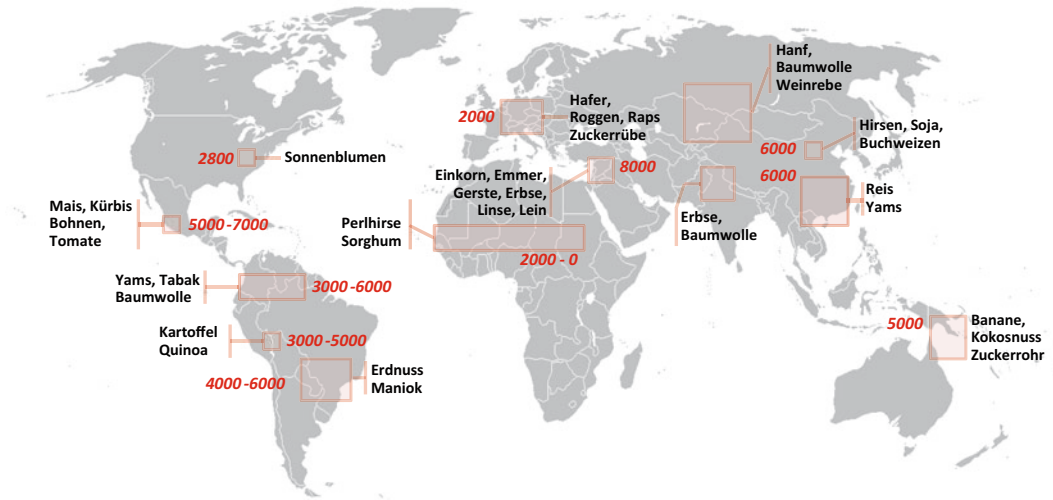 Hanf,
Baumwolle
Weinrebe
2000
Hafer,
Roggen, Raps
Zuckerrübe
6000
Hirsen, Soja,
Buchweizen
2800
Sonnenblumen
Einkorn, Emmer,
Gerste, Erbse,
Linse, Lein
8000
6000
Reis
Yams
Mais, Kürbis
Bohnen,
Tomate
5000-7000
Perlhirse
Sorghum
2000 - 0
Erbse,
Baumwolle
Yams, Tabak
Baumwolle
3000-6000
Kartoffel
Quinoa
3000-5000
5000
Banane,
Kokosnuss
Zuckerrohr
4000-6000
Erdnuss
Maniok